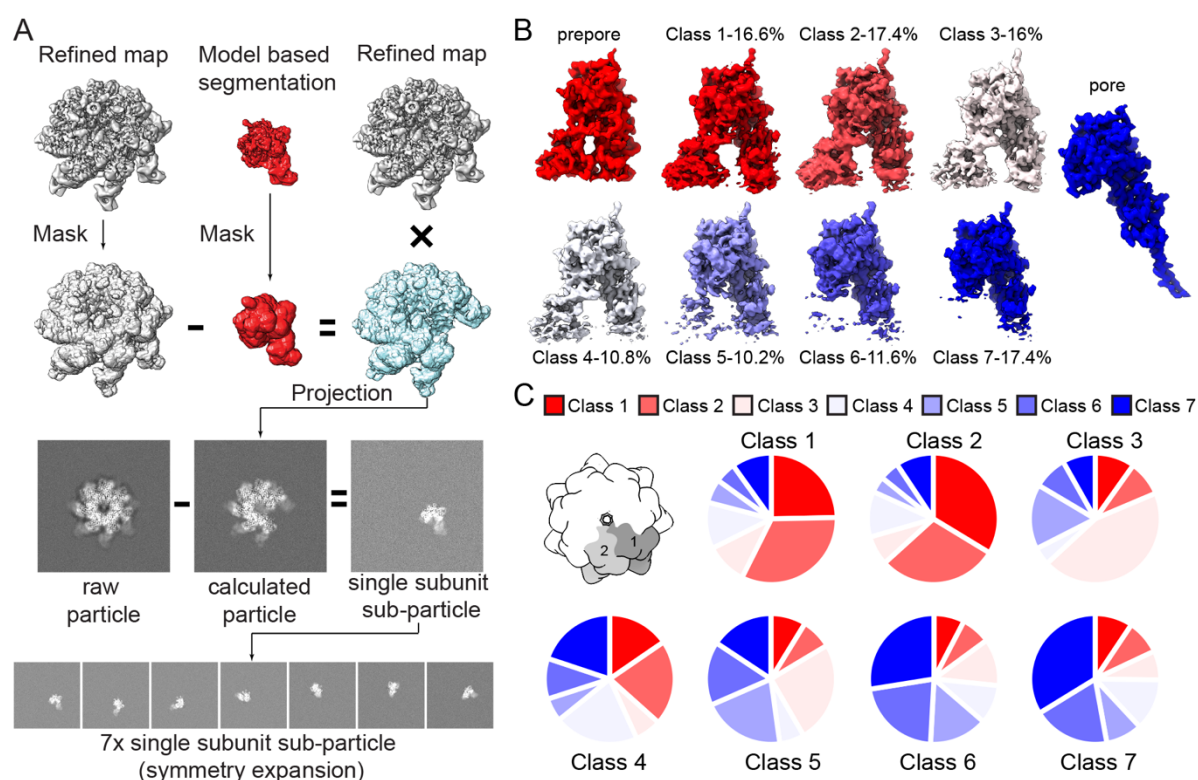 A
Refined map
Model based
segmentation
Refined map
Mask
Mask
×
-
=
Projection
-
=
raw
particle
calculated
particle
single subunit
sub-particle
7x single subunit sub-particle
(symmetry expansion)
B
prepore
Class 1-16.6%
Class 2-17.4%
Class 3-16%
pore
Class 4-10.8%
Class 5-10.2%
Class 6-11.6%
Class 7-17.4%
C
Class 1
Class 2
Class 3
Class 4
Class 5
Class 6
Class 7
1
2
Class 1
Class 2
Class 3
Class 4
Class 5
Class 6
Class 7